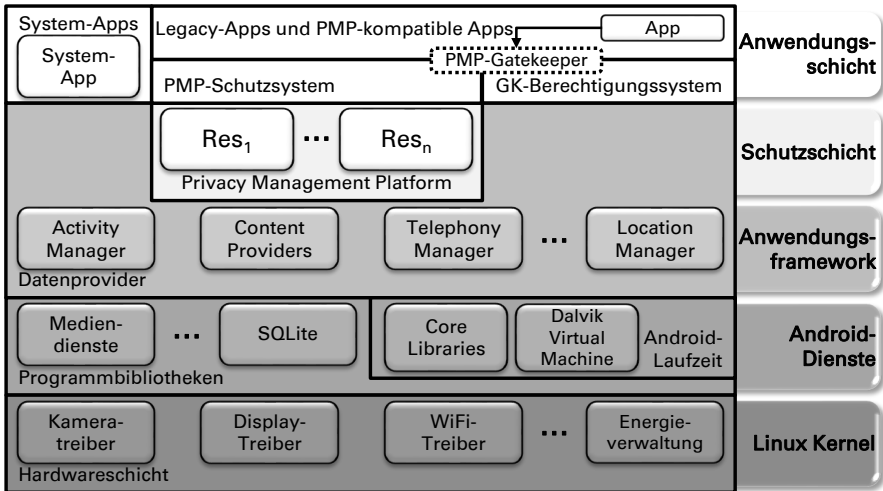 System-Apps
System-
App
Legacy-Apps und PMP-kompatible Apps
App
PMP-Gatekeeper
PMP-Schutzsystem
GK-Berechtigungssystem
Anwendungs-
schicht
Res1
...
Resn
Privacy Management Platform
Schutzschicht
Activity
Manager
Content
Providers
Telephony
Manager
...
Location
Manager
Datenprovider
Anwendungs-
framework
Medien-
dienste
...
SQLite
Programmbibliotheken
Core
Libraries
Dalvik
Virtual
Machine
Android-
Laufzeit
Android-
Dienste
Kamera-
treiber
Display-
Treiber
WiFi-
Treiber
...
Energie-
verwaltung
Hardwareschicht
Linux Kernel